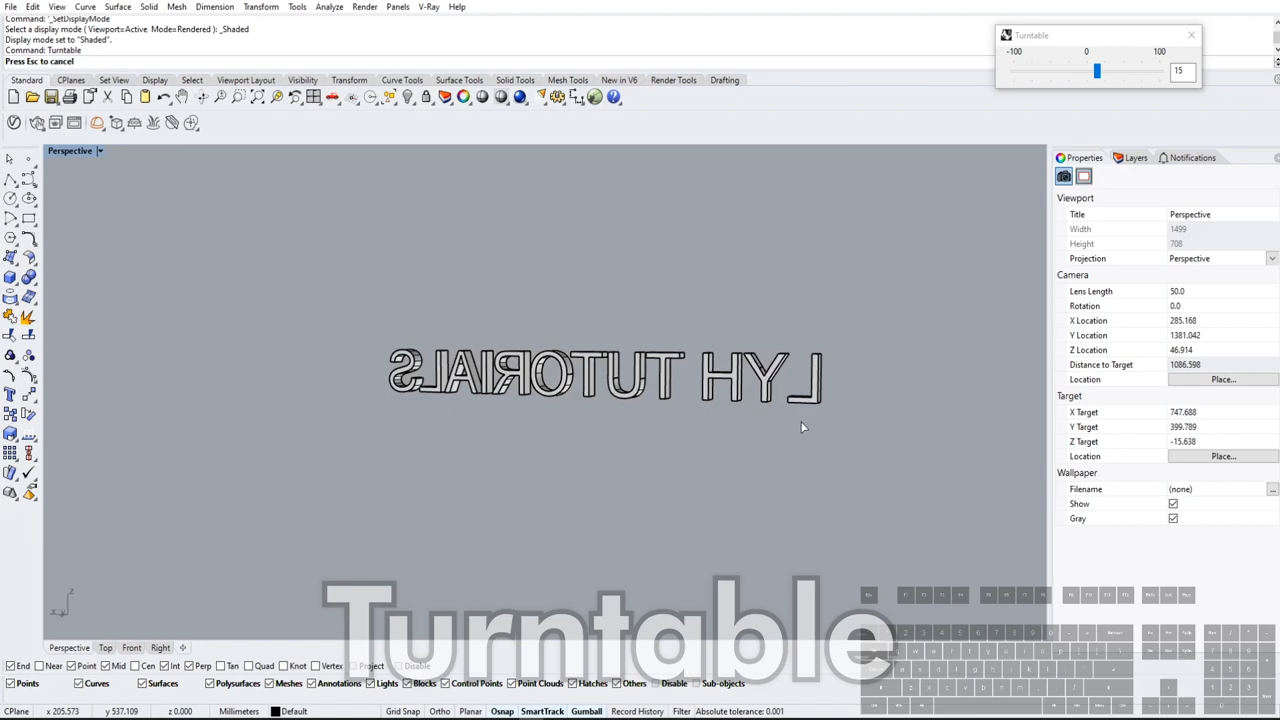 File Edit View Curve Surface Solid Mesh Dimension Transform Tools Analyze Render Panels V-Ray Help
Command: '_SetDisplayMode
Select a display mode ( Viewport=Active Mode=Rendered ): _Shaded
Display mode set to "Shaded".
Command: Turntable
Press Esc to cancel
Turntable
-100 0 100
15
Standard CPlanes Set View Display Select Viewport Layout Visibility Transform Curve Tools Surface Tools Solid Tools Mesh Tools New in V6 Render Tools Drafting
Perspective
LYH TUTORIALS
z
x y
Properties Layers Notifications
Viewport
Title Perspective
Width 1499
Height 708
Projection Perspective
Camera
Lens Length 50.0
Rotation 0.0
X Location 285.168
Y Location 1381.042
Z Location 46.914
Distance to Target 1086.598
Location Place...
Target
X Target 747.688
Y Target 399.789
Z Target -15.638
Location Place...
Wallpaper
Filename (none) ...
Show
Gray
Turntable
Perspective Top Front Right
End Near Point Mid Cen Int Perp Tan Quad Knot Vertex Project Disable
Points Curves Surfaces Polysurfaces Meshes Annotations Lights Blocks Control Points Point Clouds Hatches Others Disable Sub-objects
CPlane x 205.573 y 537.109 z 0.000 Millimeters Default Grid Snap Ortho Planar Osnap SmartTrack Gumball Record History Filter Absolute tolerance: 0.001